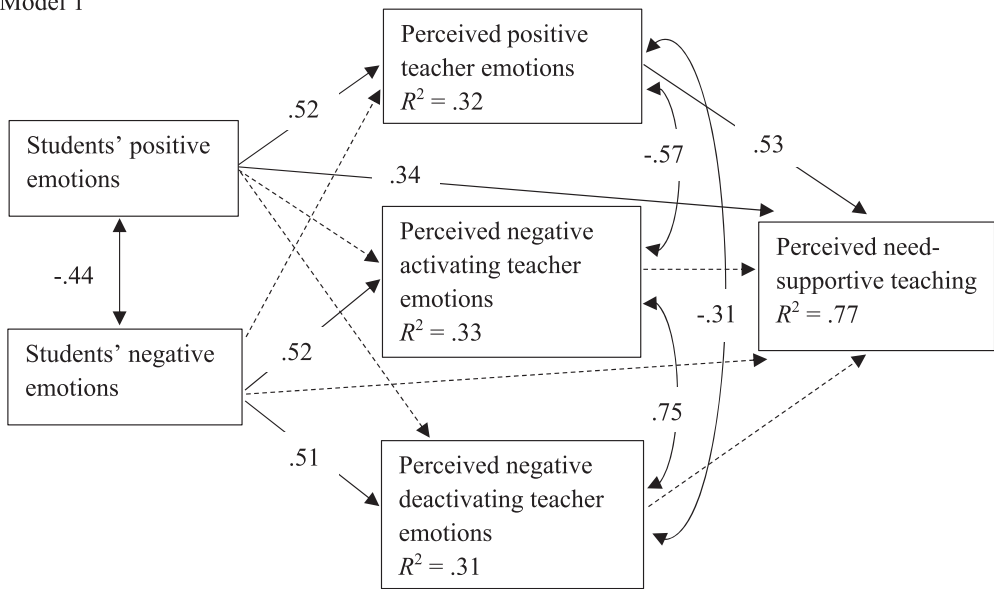 Model 1
Perceived positive
teacher emotions
R² = .32
.52
Students' positive
emotions
.34
-.57
.53
Perceived negative
activating teacher
emotions
R² = .33
Perceived need-
supportive teaching
R² = .77
-.44
-.31
Students' negative
emotions
.52
.75
.51
Perceived negative
deactivating teacher
emotions
R² = .31